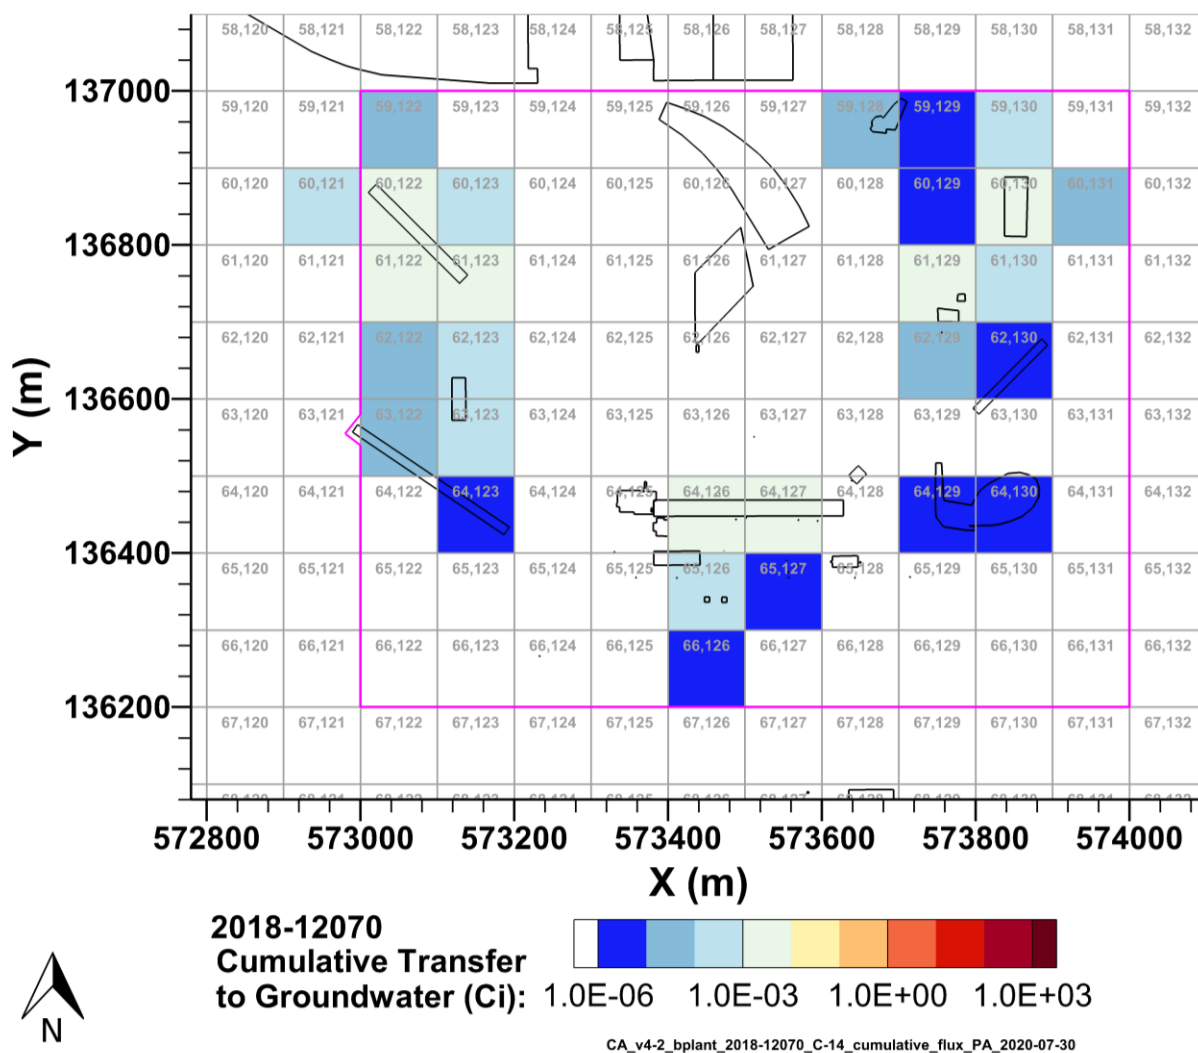 58,120 58,121 58,122 58,123 58,124 58,125 58,126 58,127 58,128 58,129 58,130 58,131 58,132
137000
59,120 59,121 59,122 59,123 59,124 59,125 59,126 59,127 59,128 59,129 59,130 59,131 59,132
60,120 60,121 60,122 60,123 60,124 60,125 60,126 60,127 60,128 60,129 60,130 60,131 60,132
136800
61,120 61,121 61,122 61,123 61,124 61,125 61,126 61,127 61,128 61,129 61,130 61,131 61,132
62,120 62,121 62,122 62,123 62,124 62,125 62,126 62,127 62,128 62,129 62,130 62,131 62,132
136600
63,120 63,121 63,122 63,123 63,124 63,125 63,126 63,127 63,128 63,129 63,130 63,131 63,132
64,120 64,121 64,122 64,123 64,124 64,125 64,126 64,127 64,128 64,129 64,130 64,131 64,132
136400
65,120 65,121 65,122 65,123 65,124 65,125 65,126 65,127 65,128 65,129 65,130 65,131 65,132
66,120 66,121 66,122 66,123 66,124 66,125 66,126 66,127 66,128 66,129 66,130 66,131 66,132
136200
67,120 67,121 67,122 67,123 67,124 67,125 67,126 67,127 67,128 67,129 67,130 67,131 67,132
Y (m)
572800 573000 573200 573400 573600 573800 574000
X (m)
2018-12070
Cumulative Transfer
to Groundwater (Ci):
1.0E-06 1.0E-03 1.0E+00 1.0E+03
N
CA_v4-2_bplant_2018-12070_C-14_cumulative_flux_PA_2020-07-30